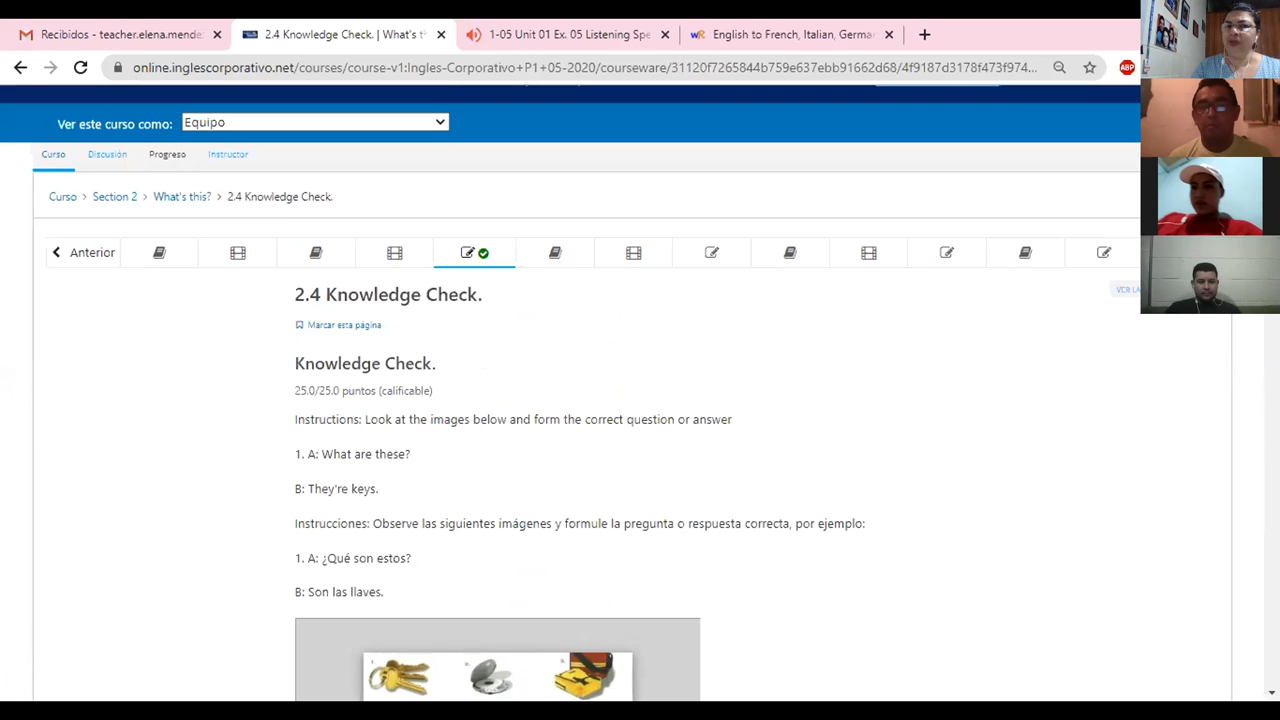 Recibidos - teacher.elena.mende
2.4 Knowledge Check. | What's t
1-05 Unit 01 Ex. 05 Listening Spe
English to French, Italian, Germa
online.inglescorporativo.net/courses/course-v1:Ingles-Corporativo+P1+05-2020/courseware/31120f7265844b759e637ebb91662d68/4f9187d3178f473f974...
ABP
Ver este curso como: Equipo
Curso Discusión Progreso Instructor
Curso > Section 2 > What's this? > 2.4 Knowledge Check.
Anterior
2.4 Knowledge Check.
VER LA
Marcar esta página
Knowledge Check.
25.0/25.0 puntos (calificable)
Instructions: Look at the images below and form the correct question or answer
1. A: What are these?
B: They're keys.
Instrucciones: Observe las siguientes imágenes y formule la pregunta o respuesta correcta, por ejemplo:
1. A: ¿Qué son estos?
B: Son las llaves.